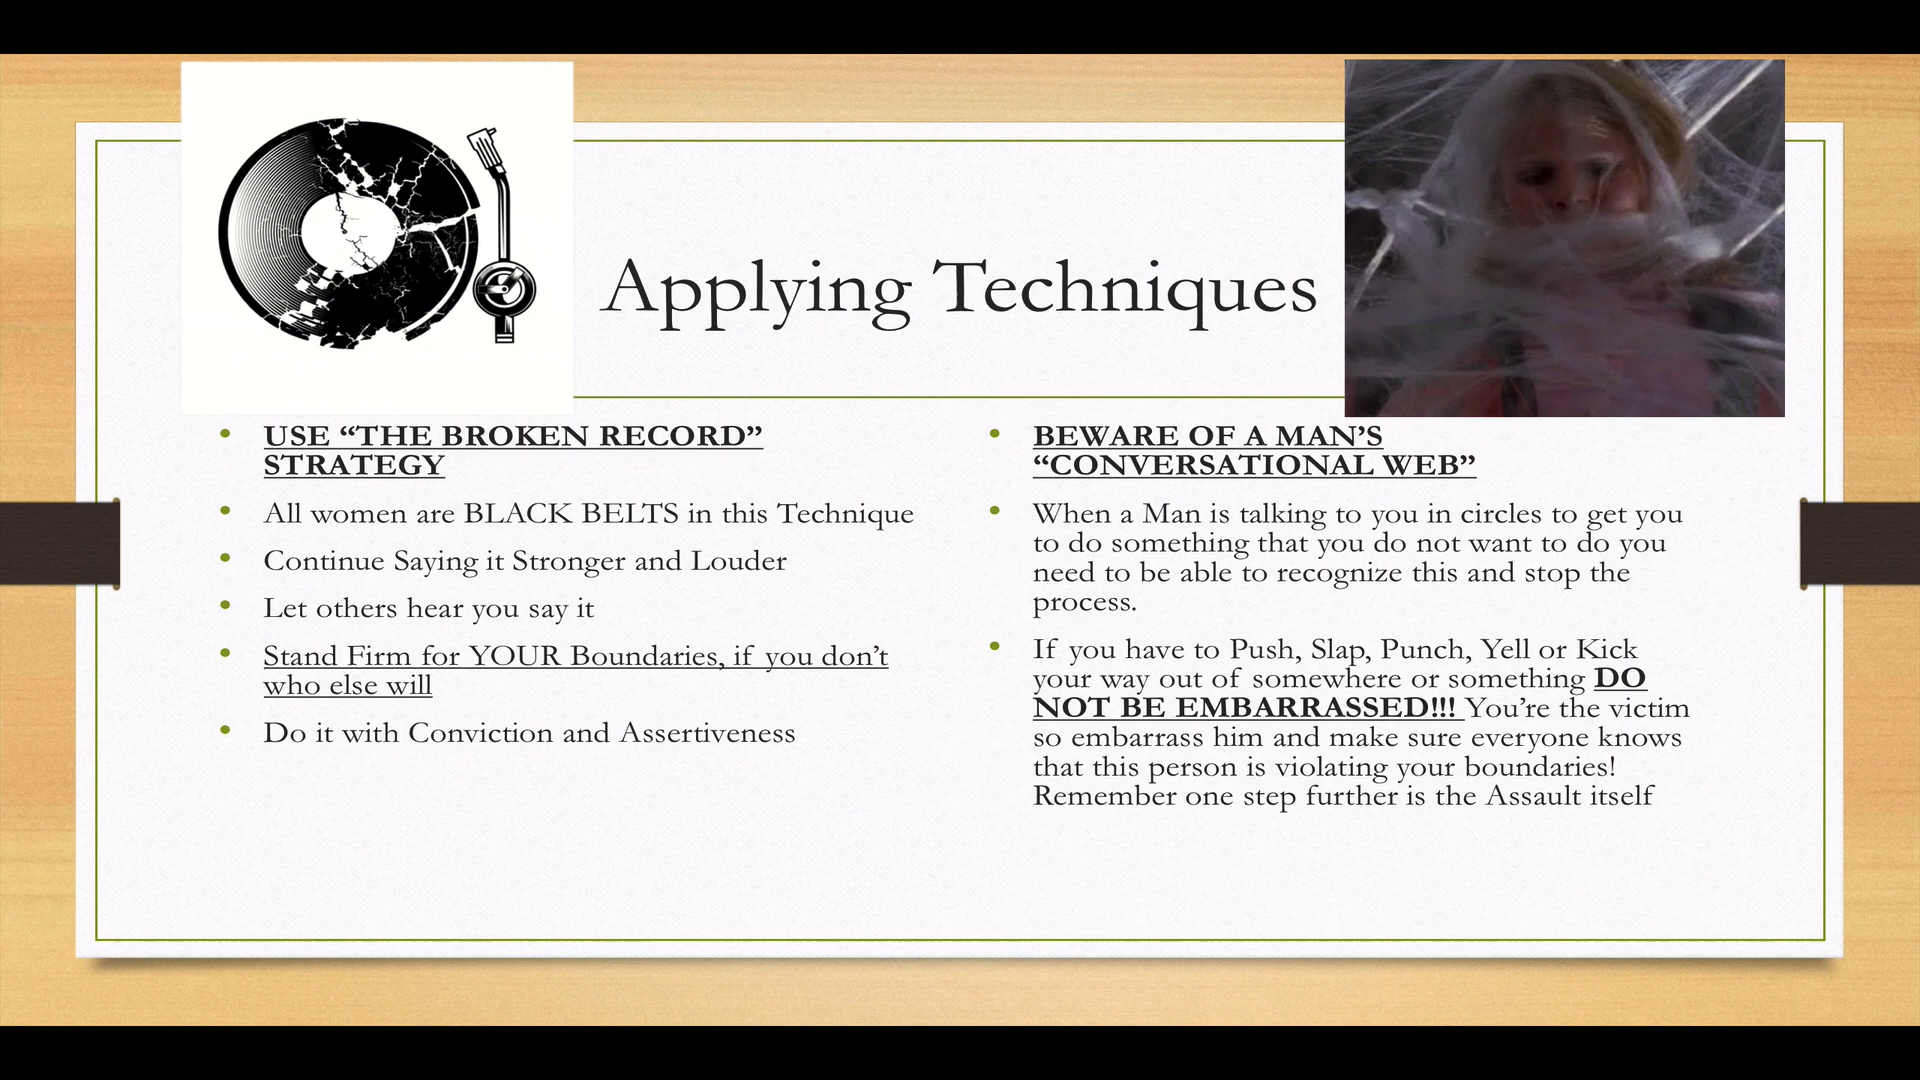 Applying Techniques
• USE “THE BROKEN RECORD”
STRATEGY
• All women are BLACK BELTS in this Technique
• Continue Saying it Stronger and Louder
• Let others hear you say it
• Stand Firm for YOUR Boundaries, if you don’t
who else will
• Do it with Conviction and Assertiveness
• BEWARE OF A MAN’S
“CONVERSATIONAL WEB”
• When a Man is talking to you in circles to get you
to do something that you do not want to do you
need to be able to recognize this and stop the
process.
• If you have to Push, Slap, Punch, Yell or Kick
your way out of somewhere or something DO
NOT BE EMBARRASSED!!! You’re the victim
so embarrass him and make sure everyone knows
that this person is violating your boundaries!
Remember one step further is the Assault itself